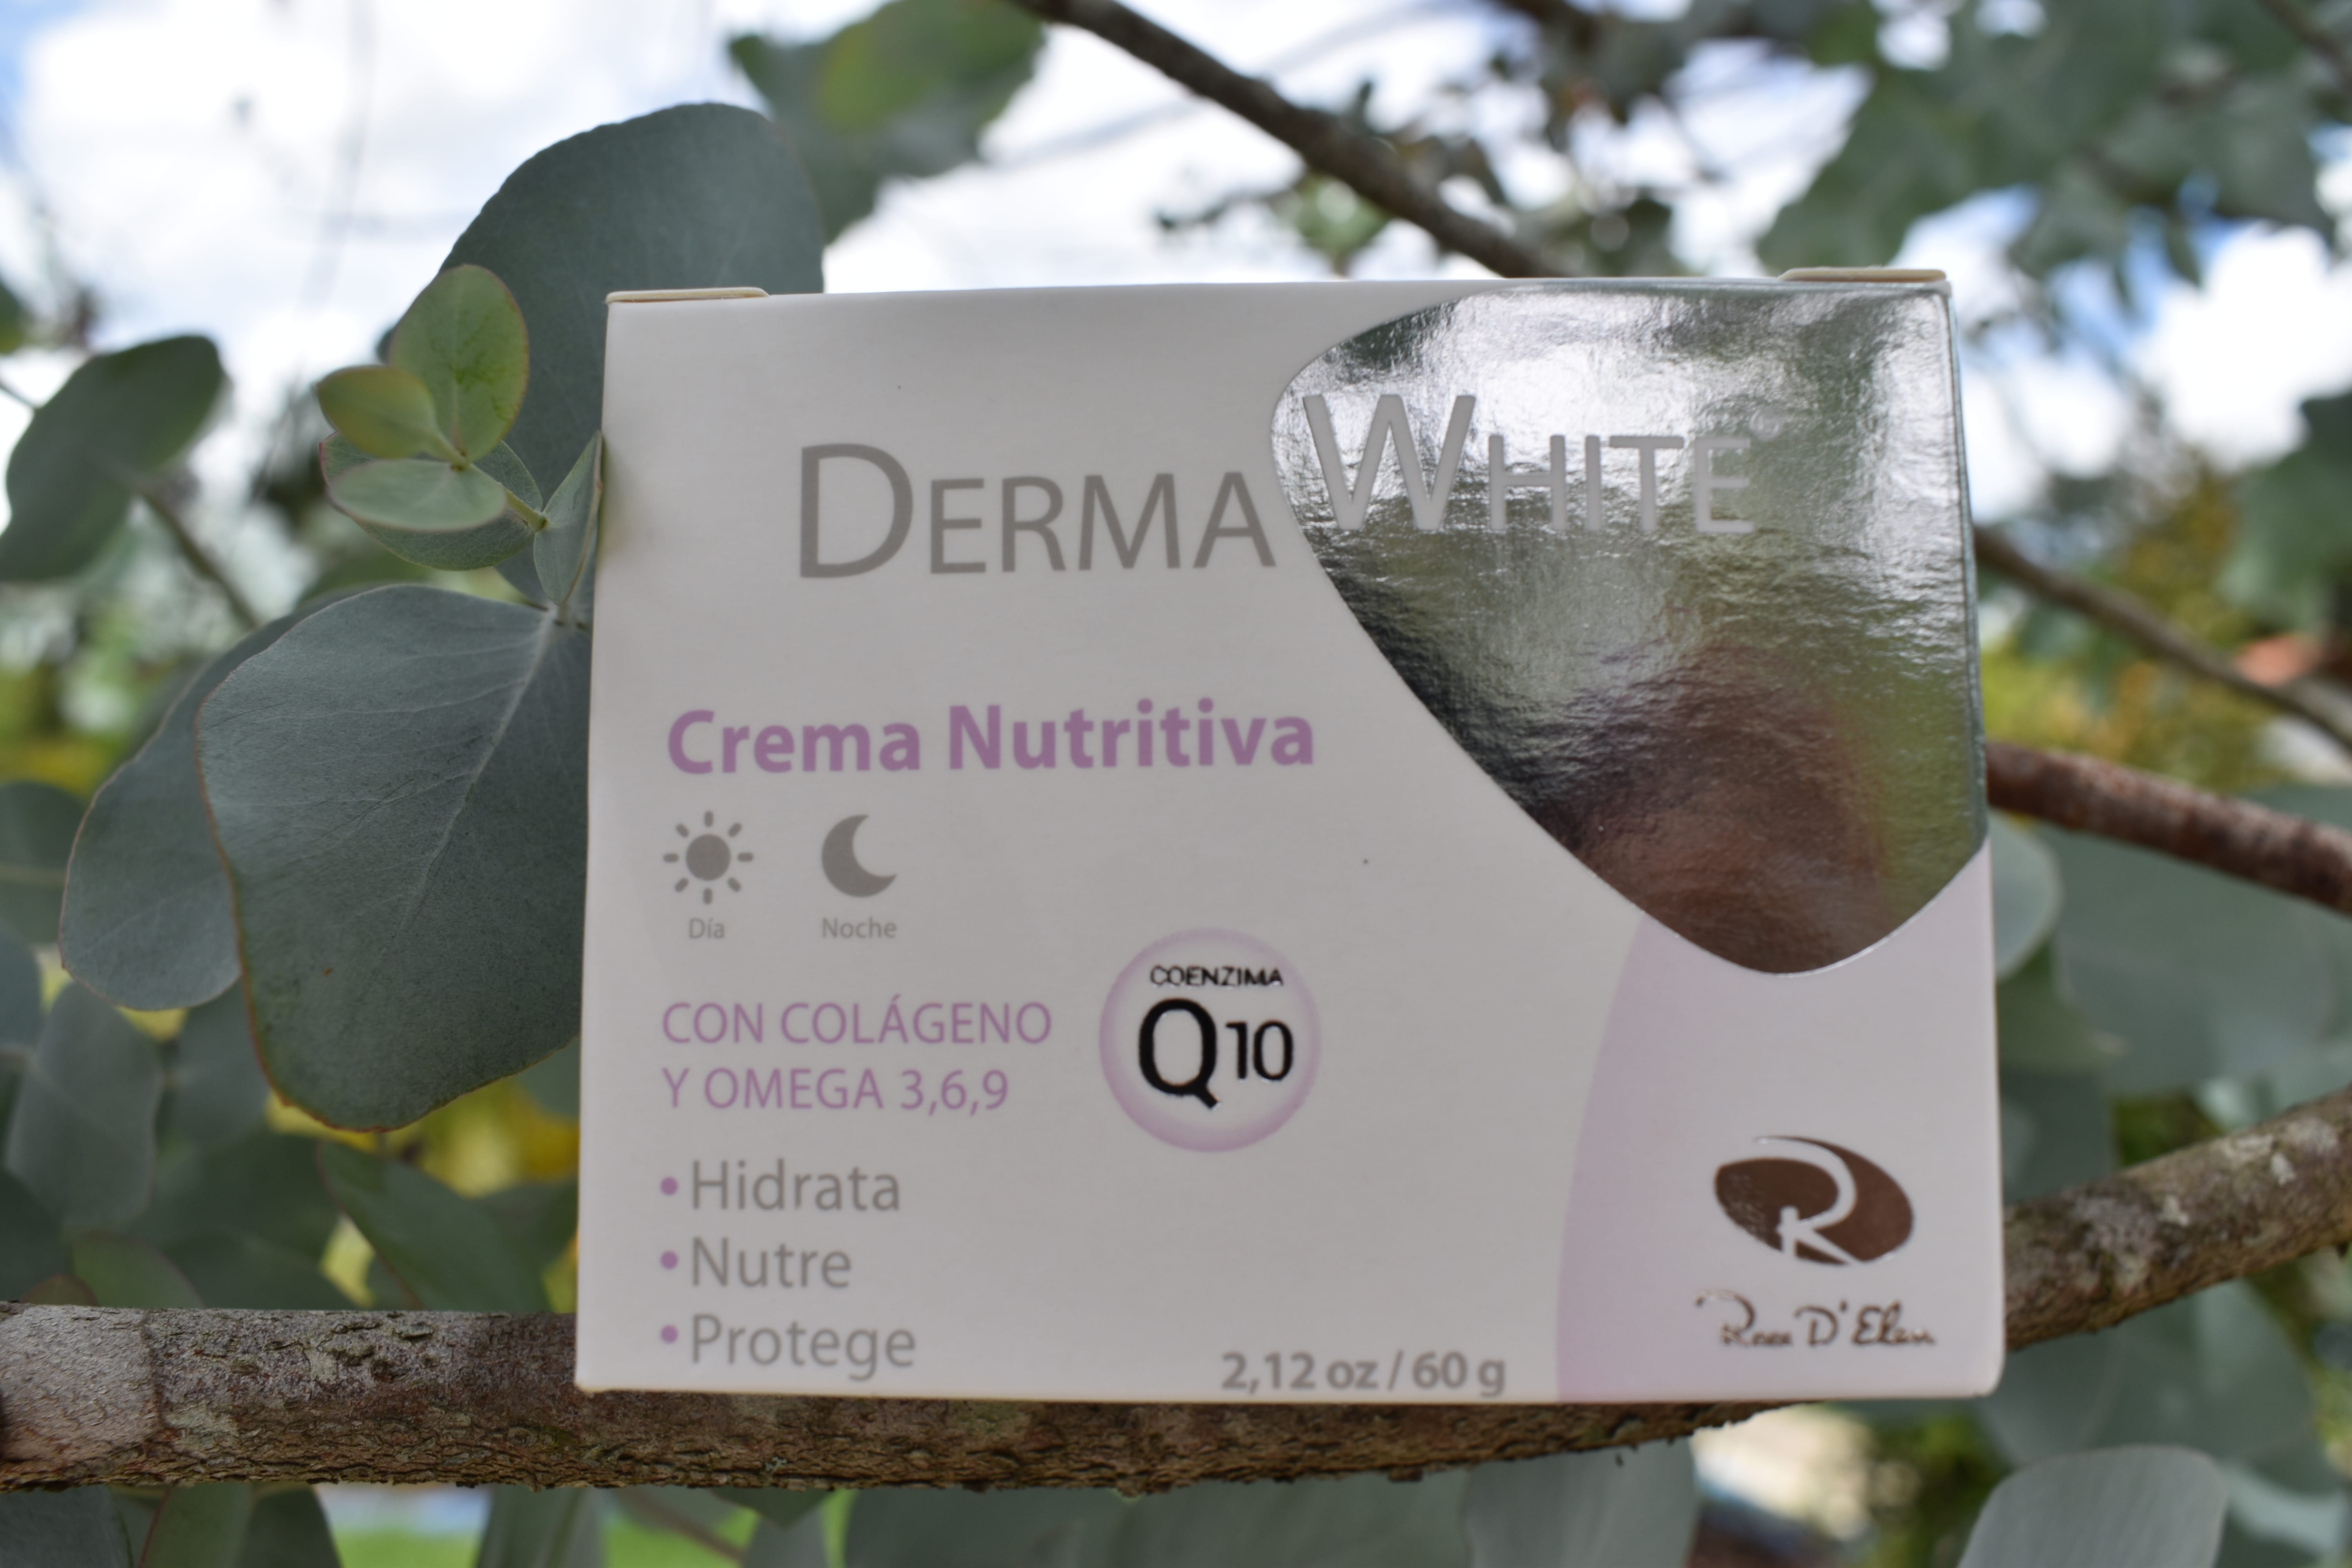 DERMA WHITE
Crema Nutritiva
Día Noche
CON COLÁGENO
Y OMEGA 3,6,9
COENZIMA
Q10
• Hidrata
• Nutre
• Protege
2,12 oz / 60 g
R
D'Elen